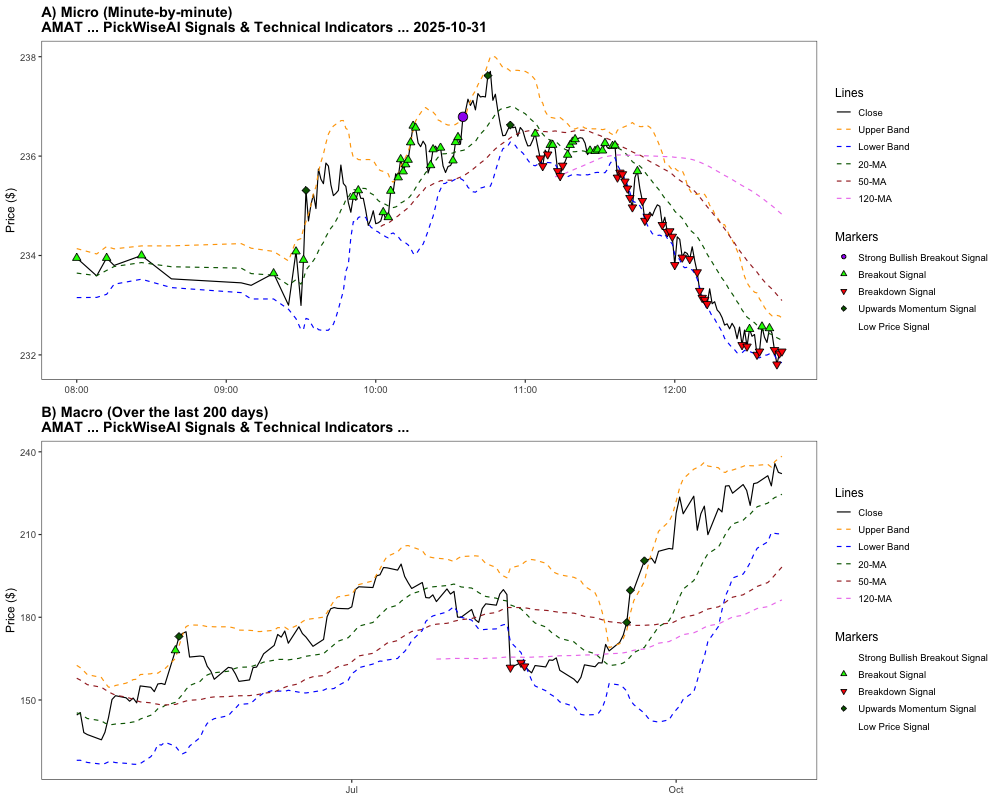 A) Micro (Minute-by-minute)
AMAT ... PickWiseAI Signals & Technical Indicators ... 2025-10-31
238
236
234
232
Price ($)
08:00
09:00
10:00
11:00
12:00
Lines
Close
Upper Band
Lower Band
20-MA
50-MA
120-MA
Markers
Strong Bullish Breakout Signal
Breakout Signal
Breakdown Signal
Upwards Momentum Signal
Low Price Signal
B) Macro (Over the last 200 days)
AMAT ... PickWiseAI Signals & Technical Indicators ...
240
210
180
150
Price ($)
Jul
Oct
Lines
Close
Upper Band
Lower Band
20-MA
50-MA
120-MA
Markers
Strong Bullish Breakout Signal
Breakout Signal
Breakdown Signal
Upwards Momentum Signal
Low Price Signal